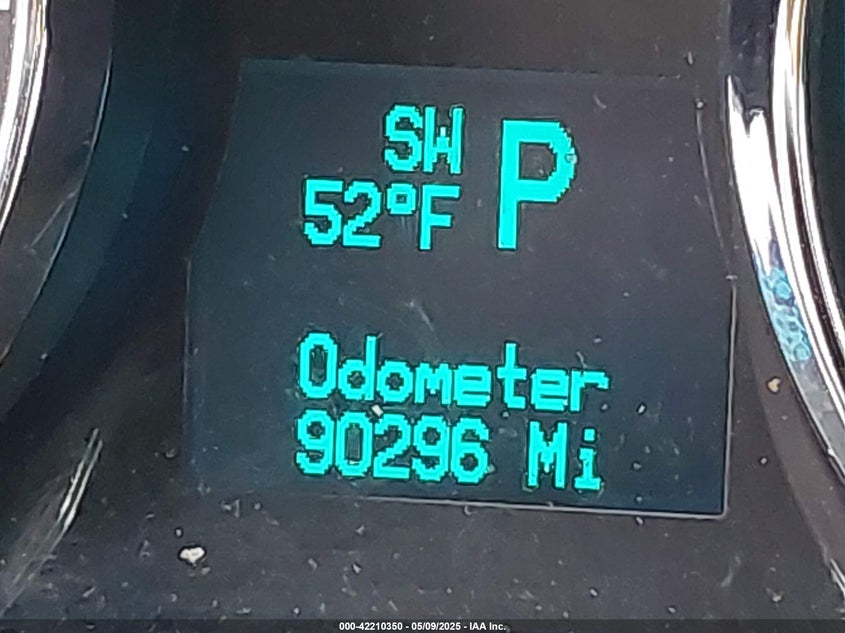 SW P
52°F
Odometer
90296 Mi
000-42210350 - 05/09/2025 - IAA Inc.